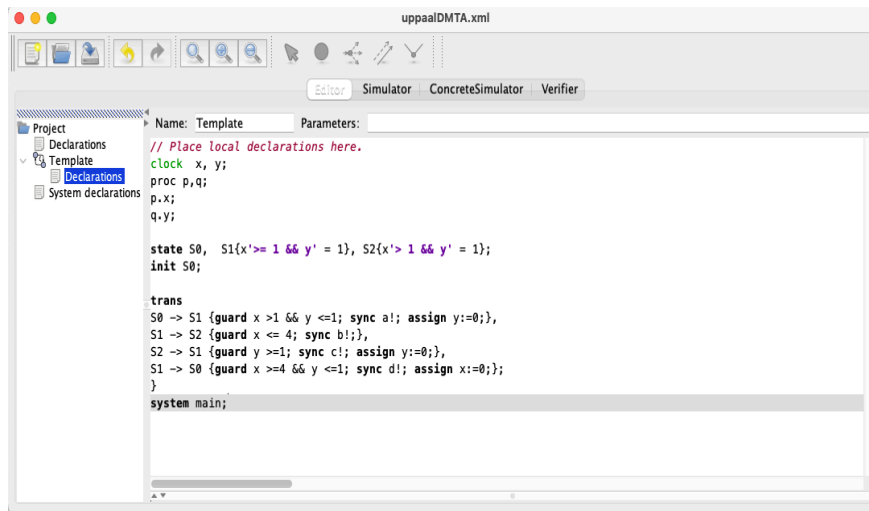 uppaalDMTA.xml
Editor Simulator ConcreteSimulator Verifier
Project
Declarations
Template
Declarations
System declarations
Name: Template Parameters:
// Place local declarations here.
clock x, y;
proc p,q;
p.x;
q.y;
state S0, S1{x'>= 1 && y' = 1}, S2{x'> 1 && y' = 1};
init S0;
trans
S0 -> S1 {guard x >1 && y <=1; sync a!; assign y:=0;},
S1 -> S2 {guard x <= 4; sync b!;},
S2 -> S1 {guard y >=1; sync c!; assign y:=0;},
S1 -> S0 {guard x >=4 && y <=1; sync d!; assign x:=0;};
}
system main;